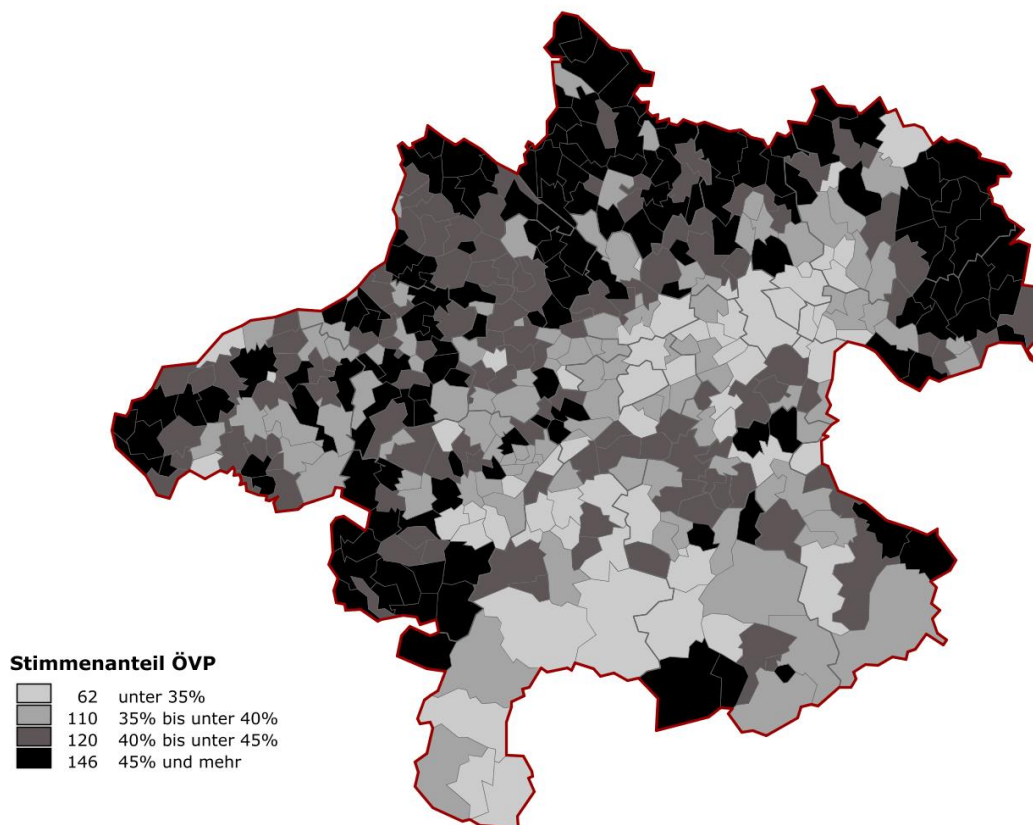 Stimmenanteil ÖVP
62 unter 35%
110 35% bis unter 40%
120 40% bis unter 45%
146 45% und mehr